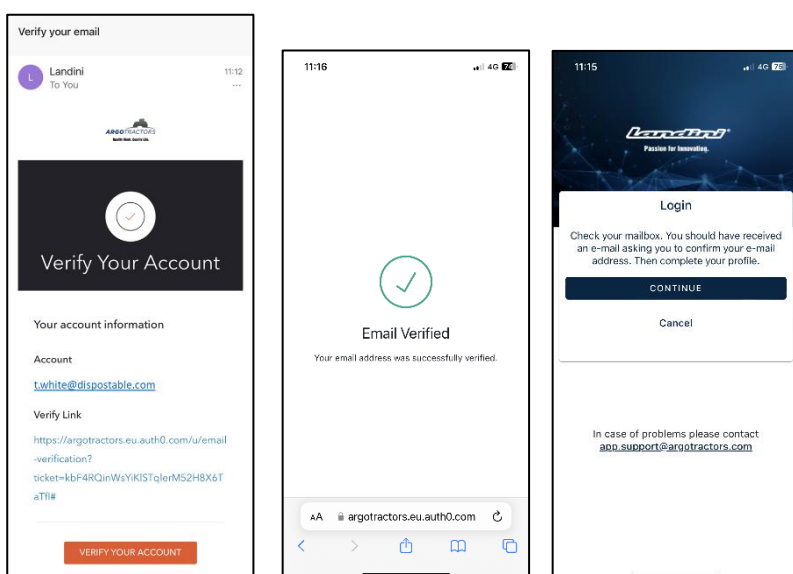 Verify your email
L
Landini
11:12
To You
...
ARGOTRACTORS
Verify Your Account
Your account information
Account
t.white@dispostable.com
Verify Link
https://argotractors.eu.auth0.com/u/email
-verification?
ticket=kbF4RQinWsYiKlSTqlerM52H8X6T
aTfl#
VERIFY YOUR ACCOUNT
11:16
4G 74
Email Verified
Your email address was successfully verified.
AA argotractors.eu.auth0.com
11:15
4G 75
Landini
Passion for Innovating.
Login
Check your mailbox. You should have received
an e-mail asking you to confirm your e-mail
address. Then complete your profile.
CONTINUE
Cancel
In case of problems please contact
app.support@argotractors.com